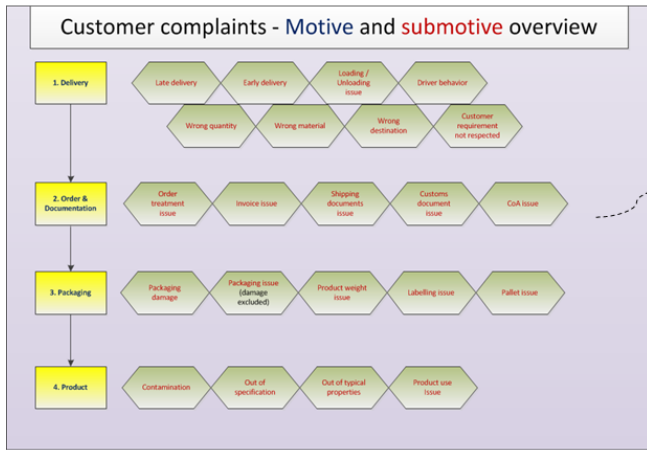 Customer complaints - Motive and submotive overview
1. Delivery
Late delivery
Early delivery
Loading /
Unloading
issue
Driver behavior
Wrong quantity
Wrong material
Wrong
destination
Customer
requirement
not respected
2. Order &
Documentation
Order
treatment
issue
Invoice issue
Shipping
documents
issue
Customs
document
issue
CoA issue
3. Packaging
Packaging
damage
Packaging issue
(damage
excluded)
Product weight
issue
Labelling issue
Pallet issue
4. Product
Contamination
Out of
specification
Out of typical
properties
Product use
issue